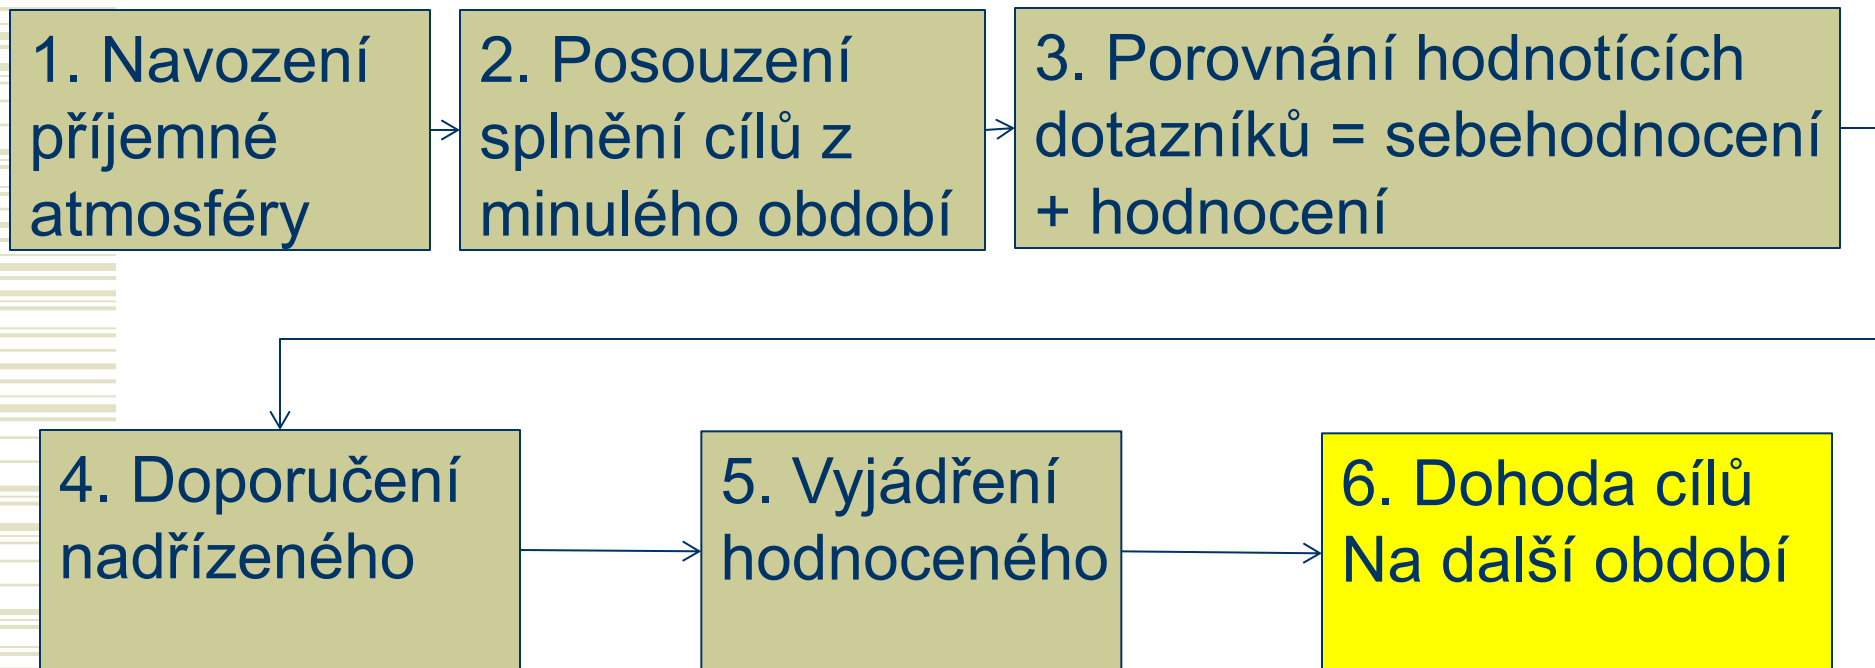 1. Navození
příjemné
atmosféry
2. Posouzení
splnění cílů z
minulého období
3. Porovnání hodnotících
dotazníků = sebehodnocení
+ hodnocení
4. Doporučení
nadřízeného
5. Vyjádření
hodnoceného
6. Dohoda cílů
Na další období